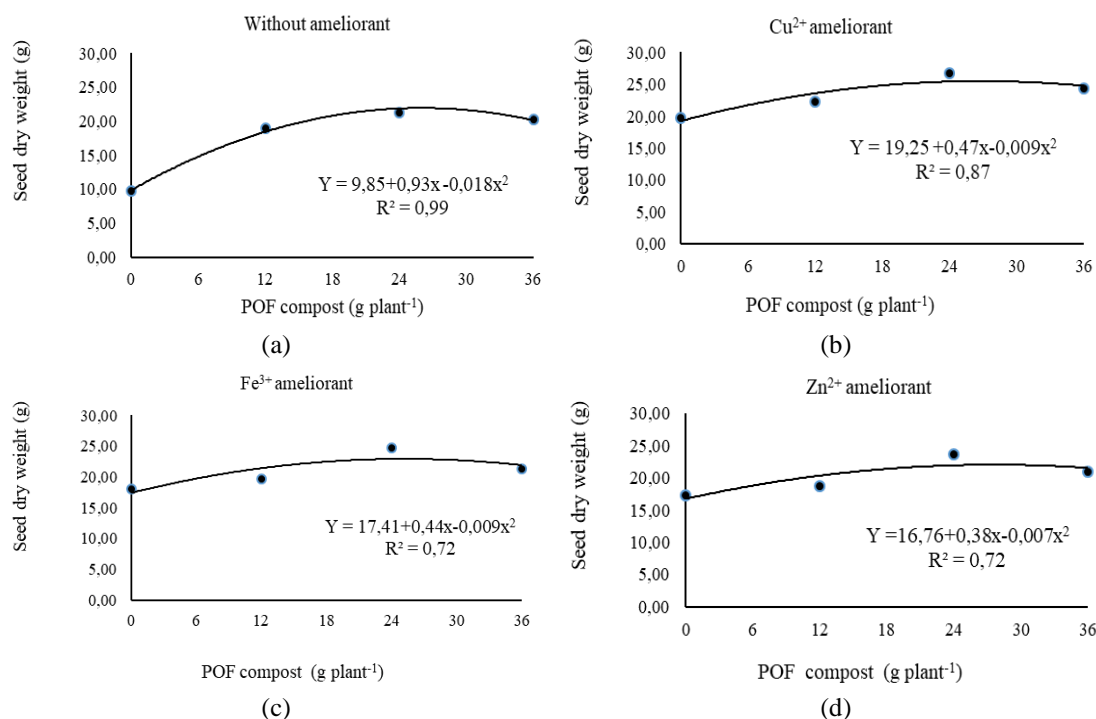 Without ameliorant
Seed dry weight (g)
30,00
25,00
20,00
15,00
10,00
5,00
0,00
Y = 9,85+0,93x-0,018x²
R² = 0,99
0 6 12 18 24 30 36
POF compost (g plant⁻¹)
(a)
Cu²⁺ ameliorant
Seed dry weight (g)
30,00
25,00
20,00
15,00
10,00
5,00
0,00
Y = 19,25 +0,47x-0,009x²
R² = 0,87
0 6 12 18 24 30 36
POF compost (g plant⁻¹)
(b)
Fe³⁺ ameliorant
Seed dry weight (g)
30,00
25,00
20,00
15,00
10,00
5,00
0,00
Y = 17,41+0,44x-0,009x²
R² = 0,72
0 6 12 18 24 30 36
POF compost (g plant⁻¹)
(c)
Zn²⁺ ameliorant
Seed dry weight (g)
30,00
25,00
20,00
15,00
10,00
5,00
0,00
Y =16,76+0,38x-0,007x²
R² = 0,72
0 6 12 18 24 30 36
POF compost (g plant⁻¹)
(d)